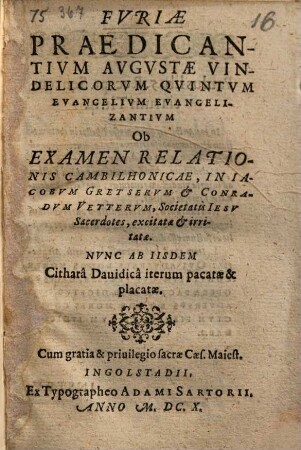 75 367 16
FVRIÆ
PRAEDICAN-
TIVM AVGVSTÆ VIN-
DELICORVM QVINTVM
EVANGELIVM EVANGELI-
ZANTIVM
Ob
EXAMEN RELATIO-
NIS CAMBILHONICAE, IN IA-
COBVM GRETSERVM & CONRA-
DVM VETTERVM, Societatis IESV
Sacerdotes, excitatæ & irri-
tatæ.
NVNC AB IISDEM
Citharâ Dauidicâ iterum pacatæ &
placatæ.
Cum gratia & priuilegio sacræ Cæs. Maiest.
INGOLSTADII,
Ex Typographeo ADAMI SARTORII,
ANNO M. DC. X.